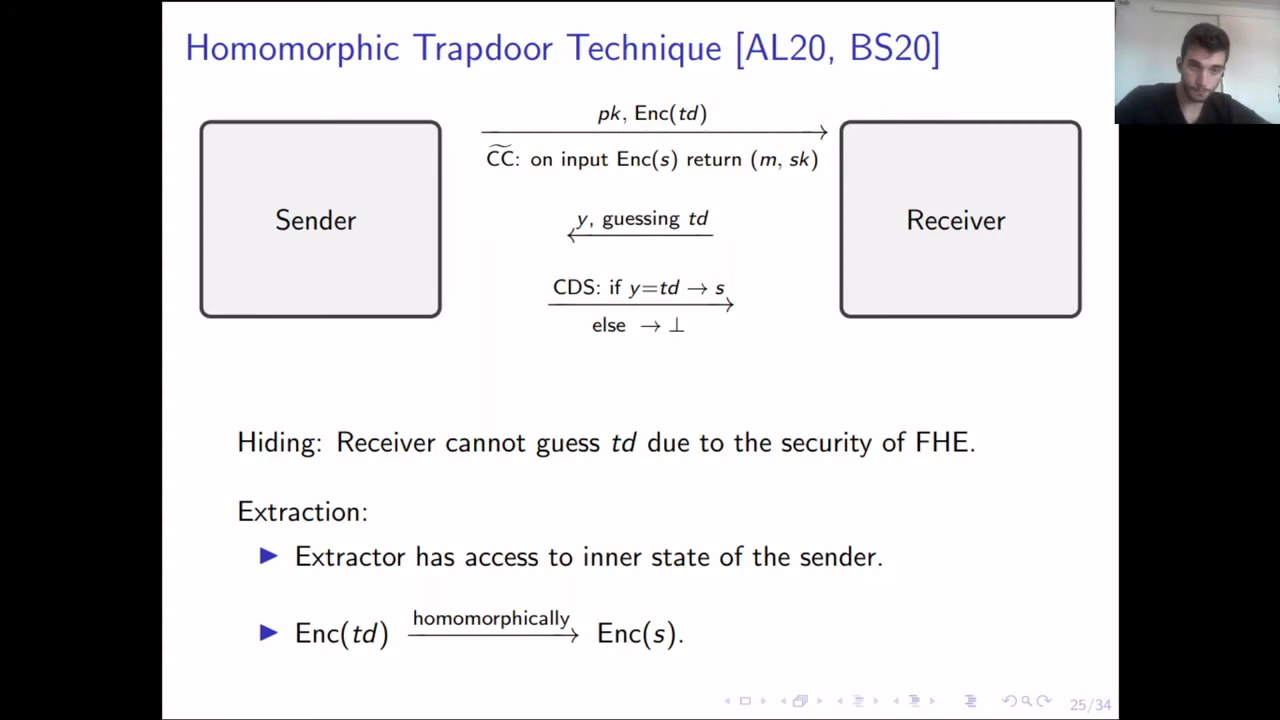 Homomorphic Trapdoor Technique [AL20, BS20]
Sender
pk, Enc(td)
C͠C: on input Enc(s) return (m, sk)
y, guessing td
CDS: if y=td → s
else → ⊥
Receiver
Hiding: Receiver cannot guess td due to the security of FHE.
Extraction:
▶ Extractor has access to inner state of the sender.
▶ Enc(td) homomorphically → Enc(s).
25/34